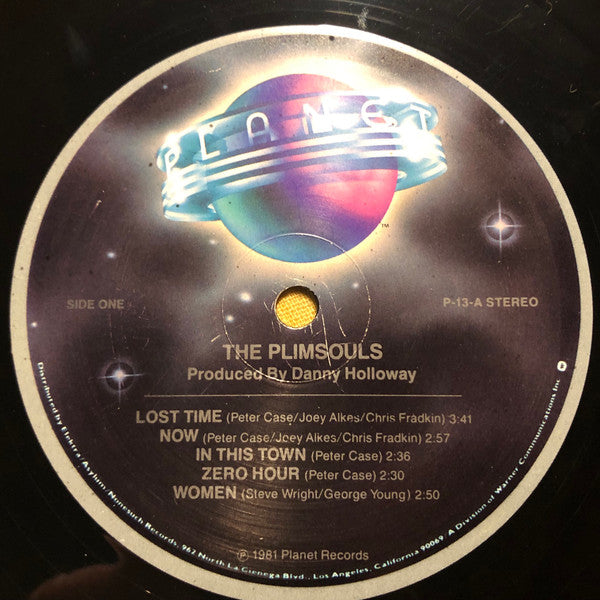 PLANET
™
SIDE ONE
P-13-A STEREO
THE PLIMSOULS
Produced By Danny Holloway
LOST TIME (Peter Case/Joey Alkes/Chris Fradkin) 3:41
NOW (Peter Case/Joey Alkes/Chris Fradkin) 2:57
IN THIS TOWN (Peter Case) 2:36
ZERO HOUR (Peter Case) 2:30
WOMEN (Steve Wright/George Young) 2:50
℗ 1981 Planet Records
Distributed by Elektra/Asylum/Nonesuch Records, 962 North La Cienega Blvd., Los Angeles, California 90069/A Division of Warner Communications Inc